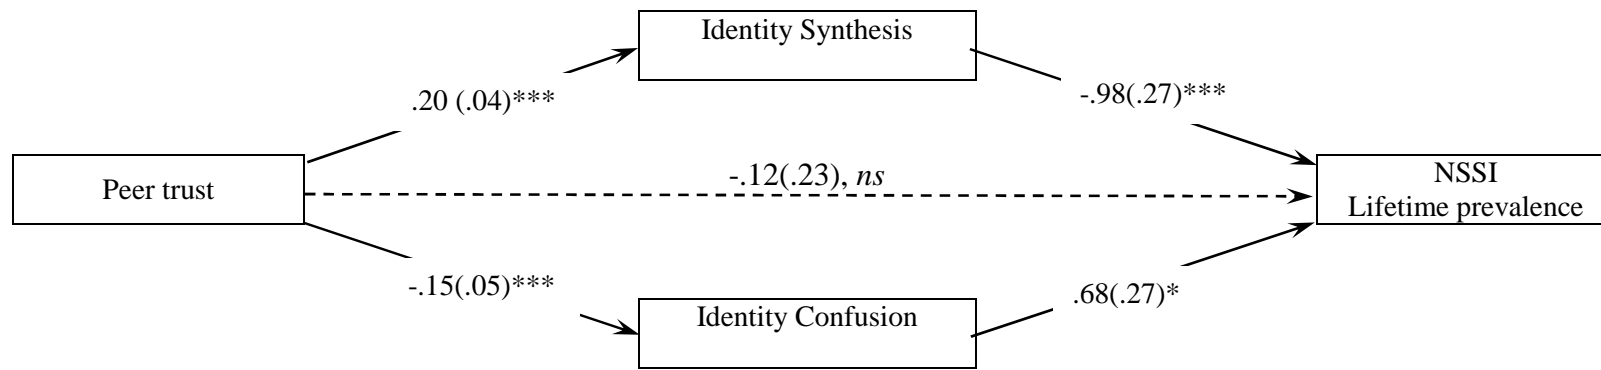 Identity Synthesis
.20 (.04)***
-.98(.27)***
Peer trust
-.12(.23), ns
NSSI
Lifetime prevalence
-.15(.05)***
.68(.27)*
Identity Confusion